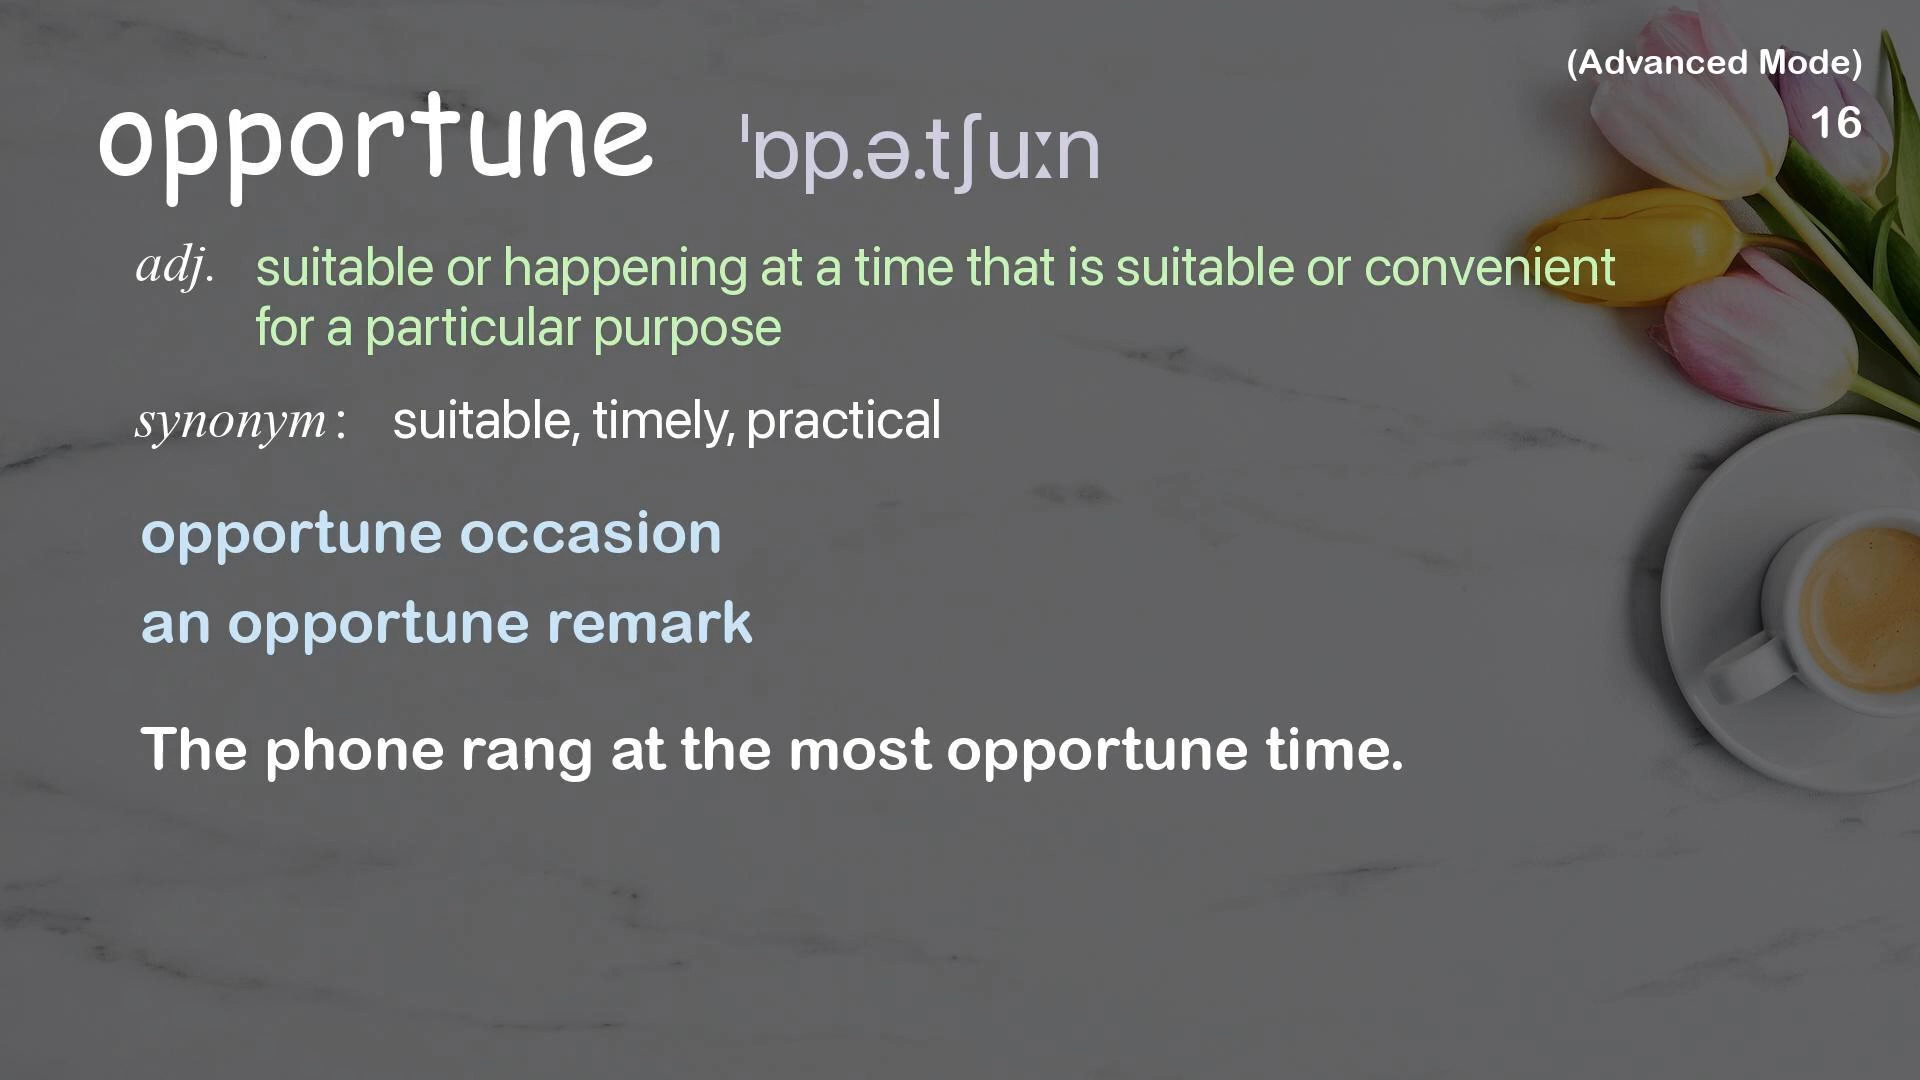 (Advanced Mode)
opportune ˈɒp.ə.tʃuːn
16
adj. suitable or happening at a time that is suitable or convenient
for a particular purpose
synonym: suitable, timely, practical
opportune occasion
an opportune remark
The phone rang at the most opportune time.